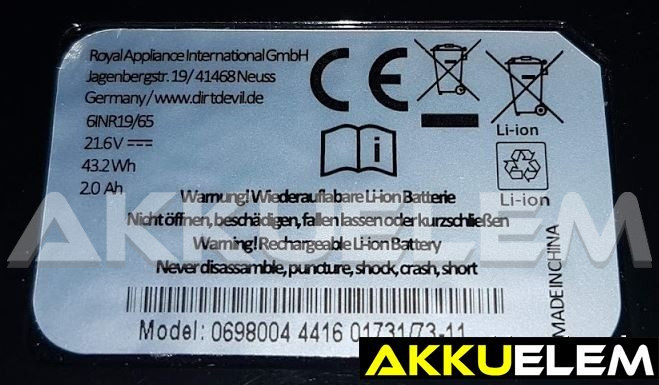 Royal Appliance International GmbH
Jagenbergstr. 19/ 41468 Neuss
Germany/ www.dirtdevil.de
6INR19/65
21.6V
43.2Wh
2.0 Ah
CE
i
Li-ion
Li-ion
Warnung! Wiederauflabare Li-Ion Batterie
Nicht öffnen, beschädigen, fallen lassen oder kurzschließen
Warning! Rechargeable Li-Ion Battery
Never disassamble, puncture, shock, crash, short
MADE IN CHINA
Model: 0698004 4416 01731/73-11
AKKUELEM
AKKUELEM